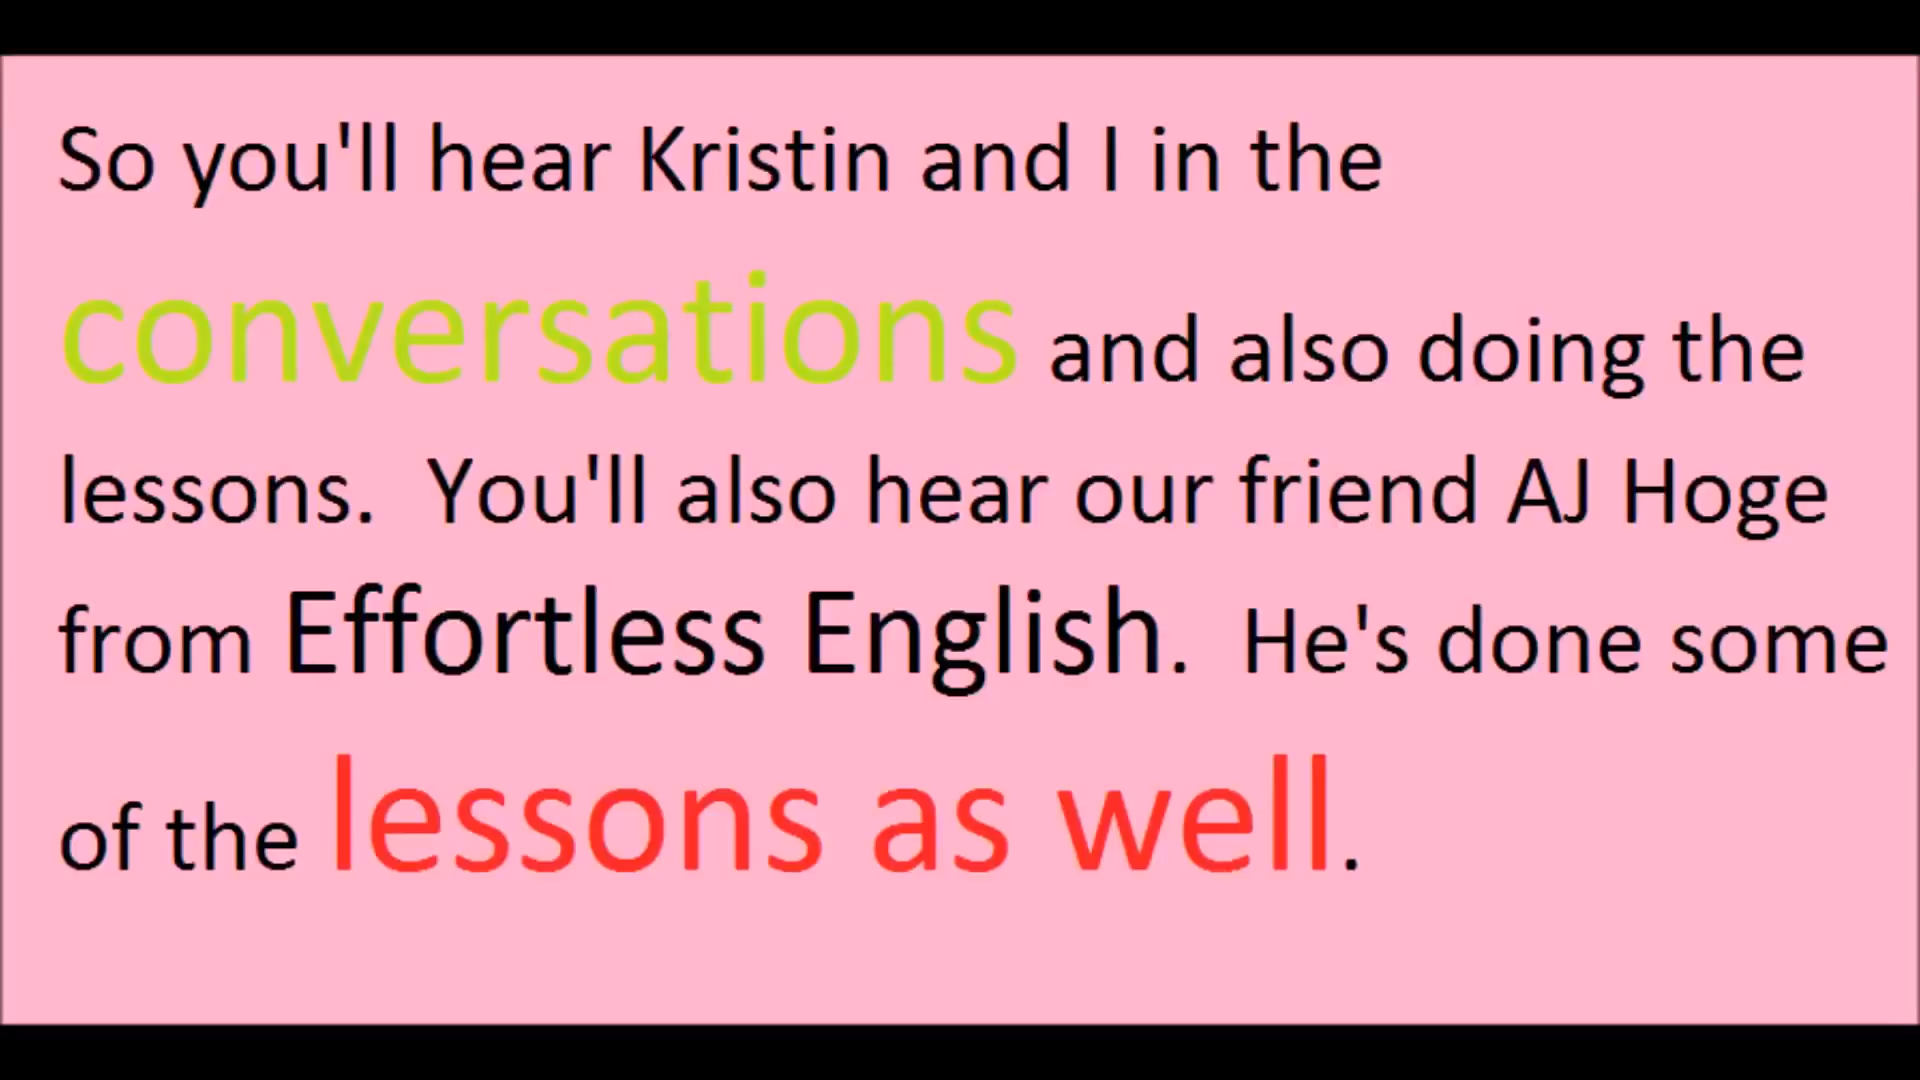 So you'll hear Kristin and I in the
conversations and also doing the
lessons.  You'll also hear our friend AJ Hoge
from Effortless English.  He's done some
of the lessons as well.